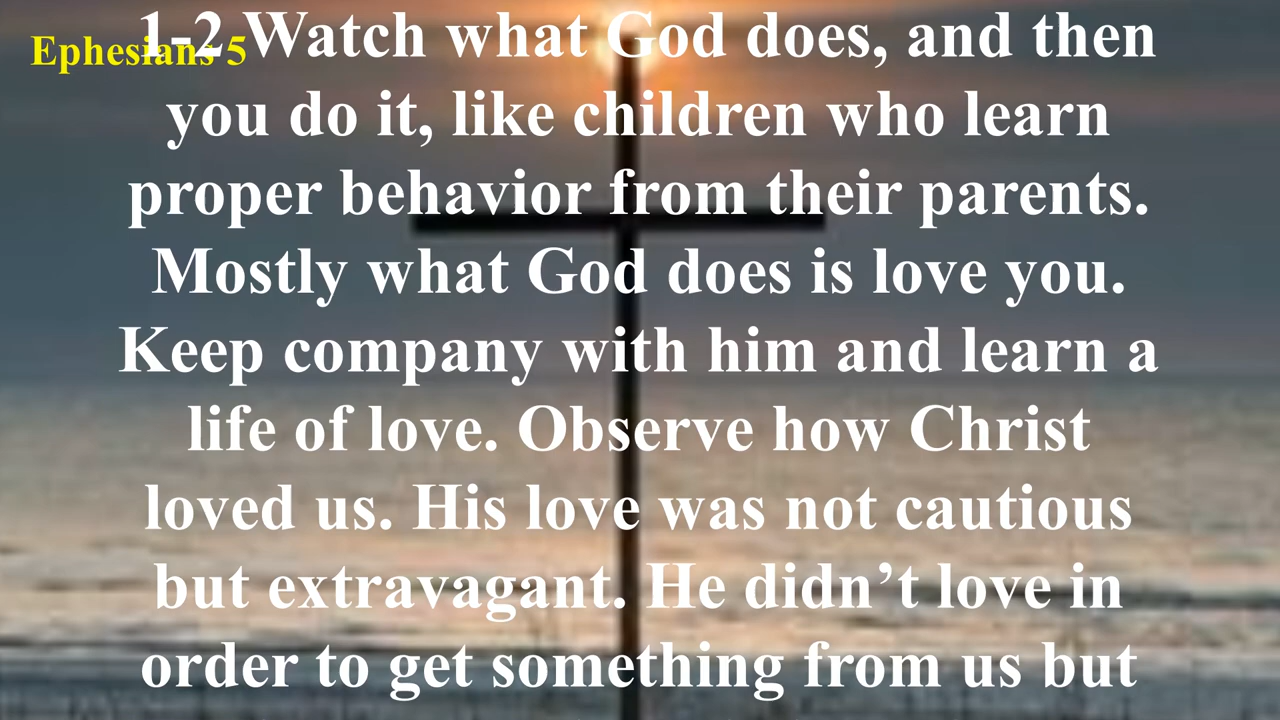 Ephesians 5
1-2 Watch what God does, and then
you do it, like children who learn
proper behavior from their parents.
Mostly what God does is love you.
Keep company with him and learn a
life of love. Observe how Christ
loved us. His love was not cautious
but extravagant. He didn’t love in
order to get something from us but